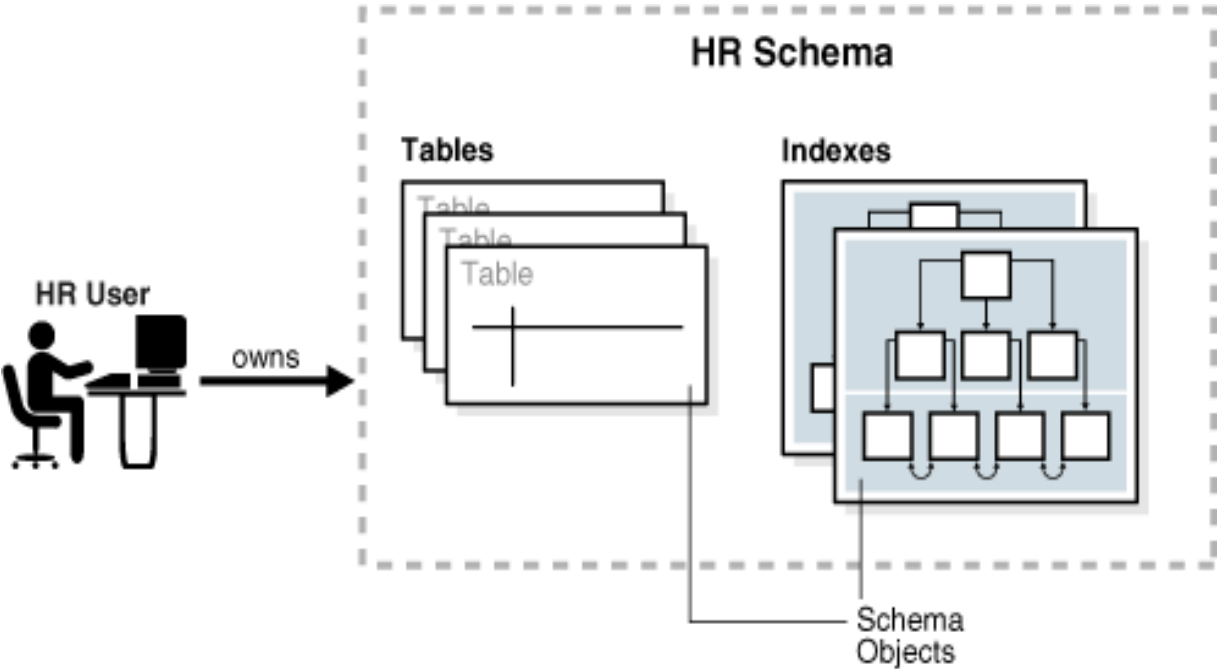 HR Schema
Tables
Indexes
Table
Table
Table
HR User
owns
Schema
Objects